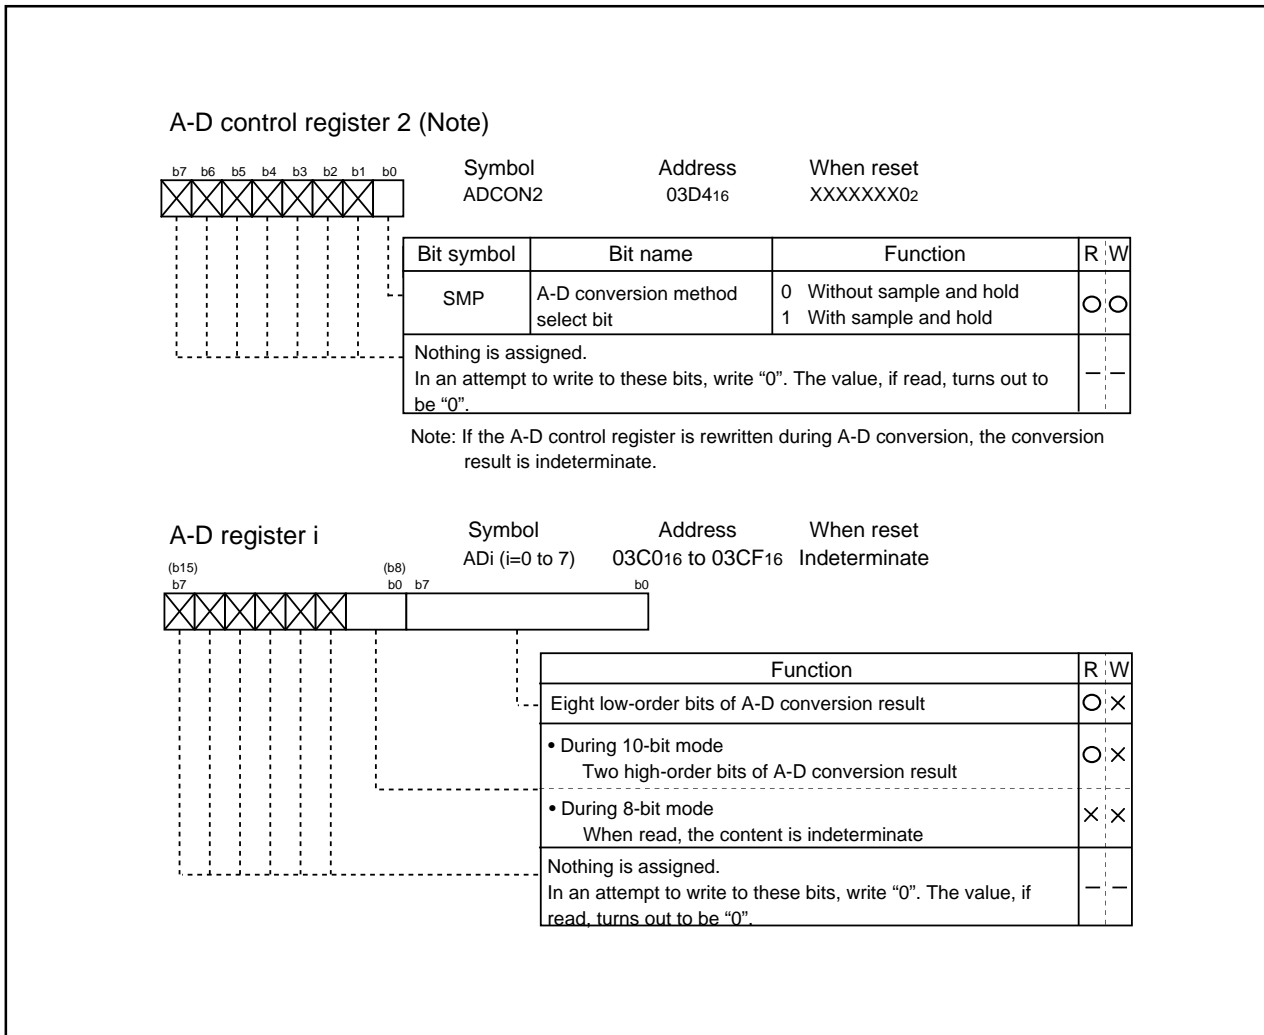 A-D control register 2 (Note)
Symbol Address When reset
b7 b6 b5 b4 b3 b2 b1 b0
ADCON2 03D416 XXXXXXX02
Bit symbol Bit name Function R W
SMP A-D conversion method select bit 0 Without sample and hold
1 With sample and hold
Nothing is assigned.
In an attempt to write to these bits, write “0”. The value, if read, turns out to
be “0”.
Note: If the A-D control register is rewritten during A-D conversion, the conversion
result is indeterminate.
A-D register i
Symbol Address When reset
ADi (i=0 to 7) 03C016 to 03CF16 Indeterminate
(b15) (b8)
b7 b0 b7 b0
Function R W
Eight low-order bits of A-D conversion result
• During 10-bit mode
Two high-order bits of A-D conversion result
• During 8-bit mode
When read, the content is indeterminate
Nothing is assigned.
In an attempt to write to these bits, write “0”. The value, if
read, turns out to be “0”.